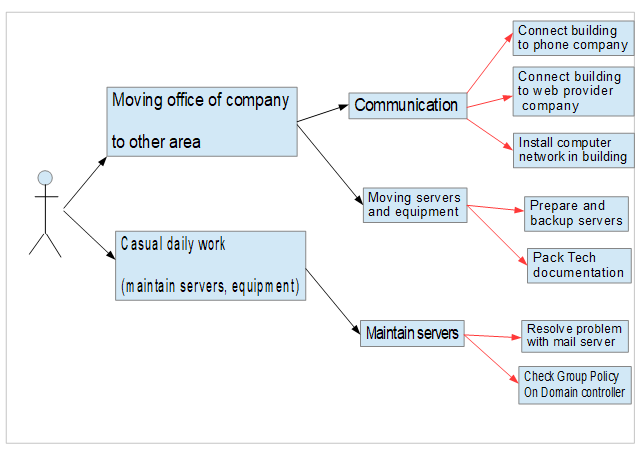 Moving office of company
to other area
Casual daily work
(maintain servers, equipment)
Communication
Moving servers
and equipment
Maintain servers
Connect building
to phone company
Connect building
to web provider
company
Install computer
network in building
Prepare and
backup servers
Pack Tech
documentation
Resolve problem
with mail server
Check Group Policy
On Domain controller